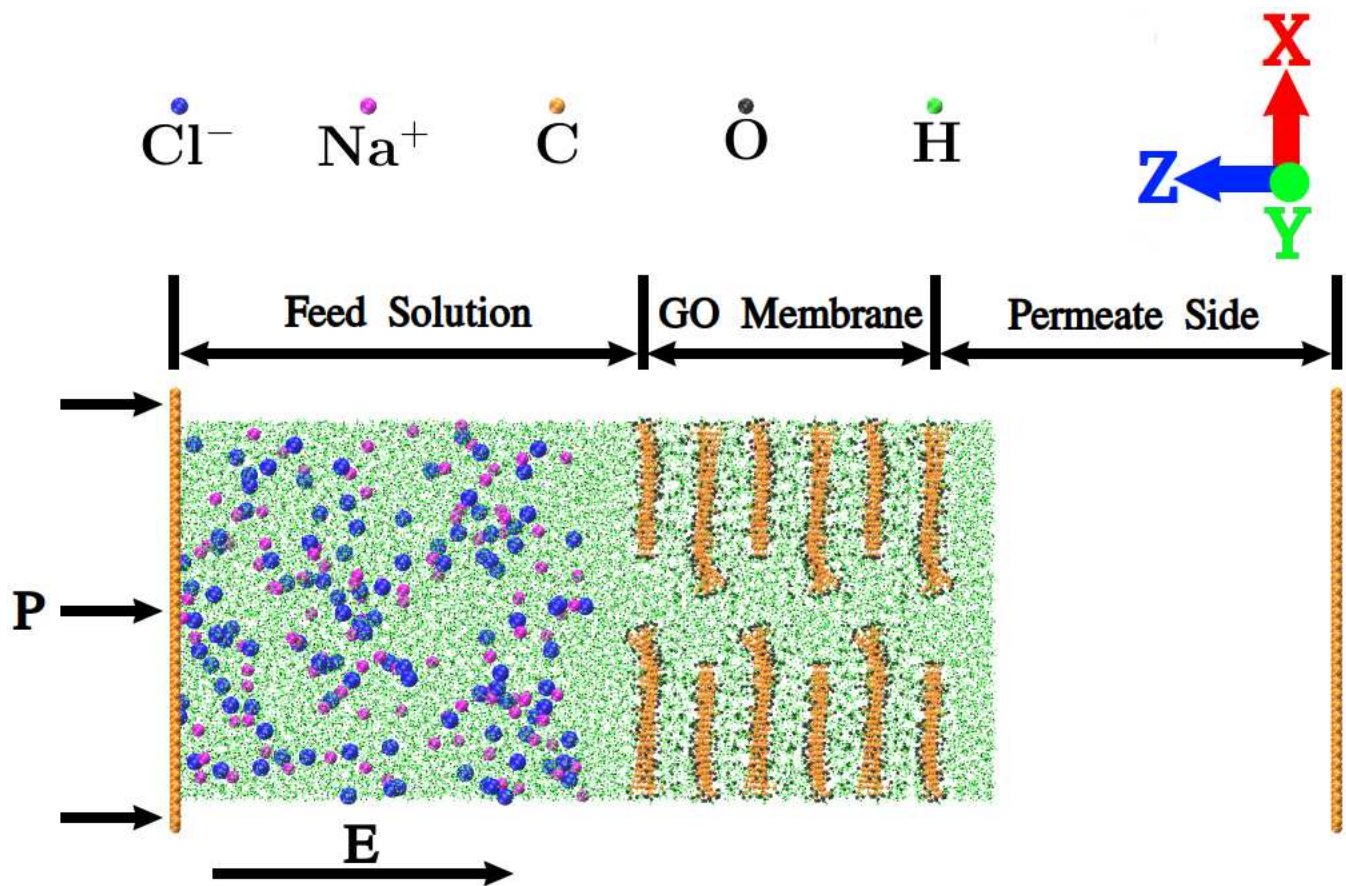 X
Cl⁻ Na⁺ C O H
Z
Y
Feed Solution GO Membrane Permeate Side
P
E